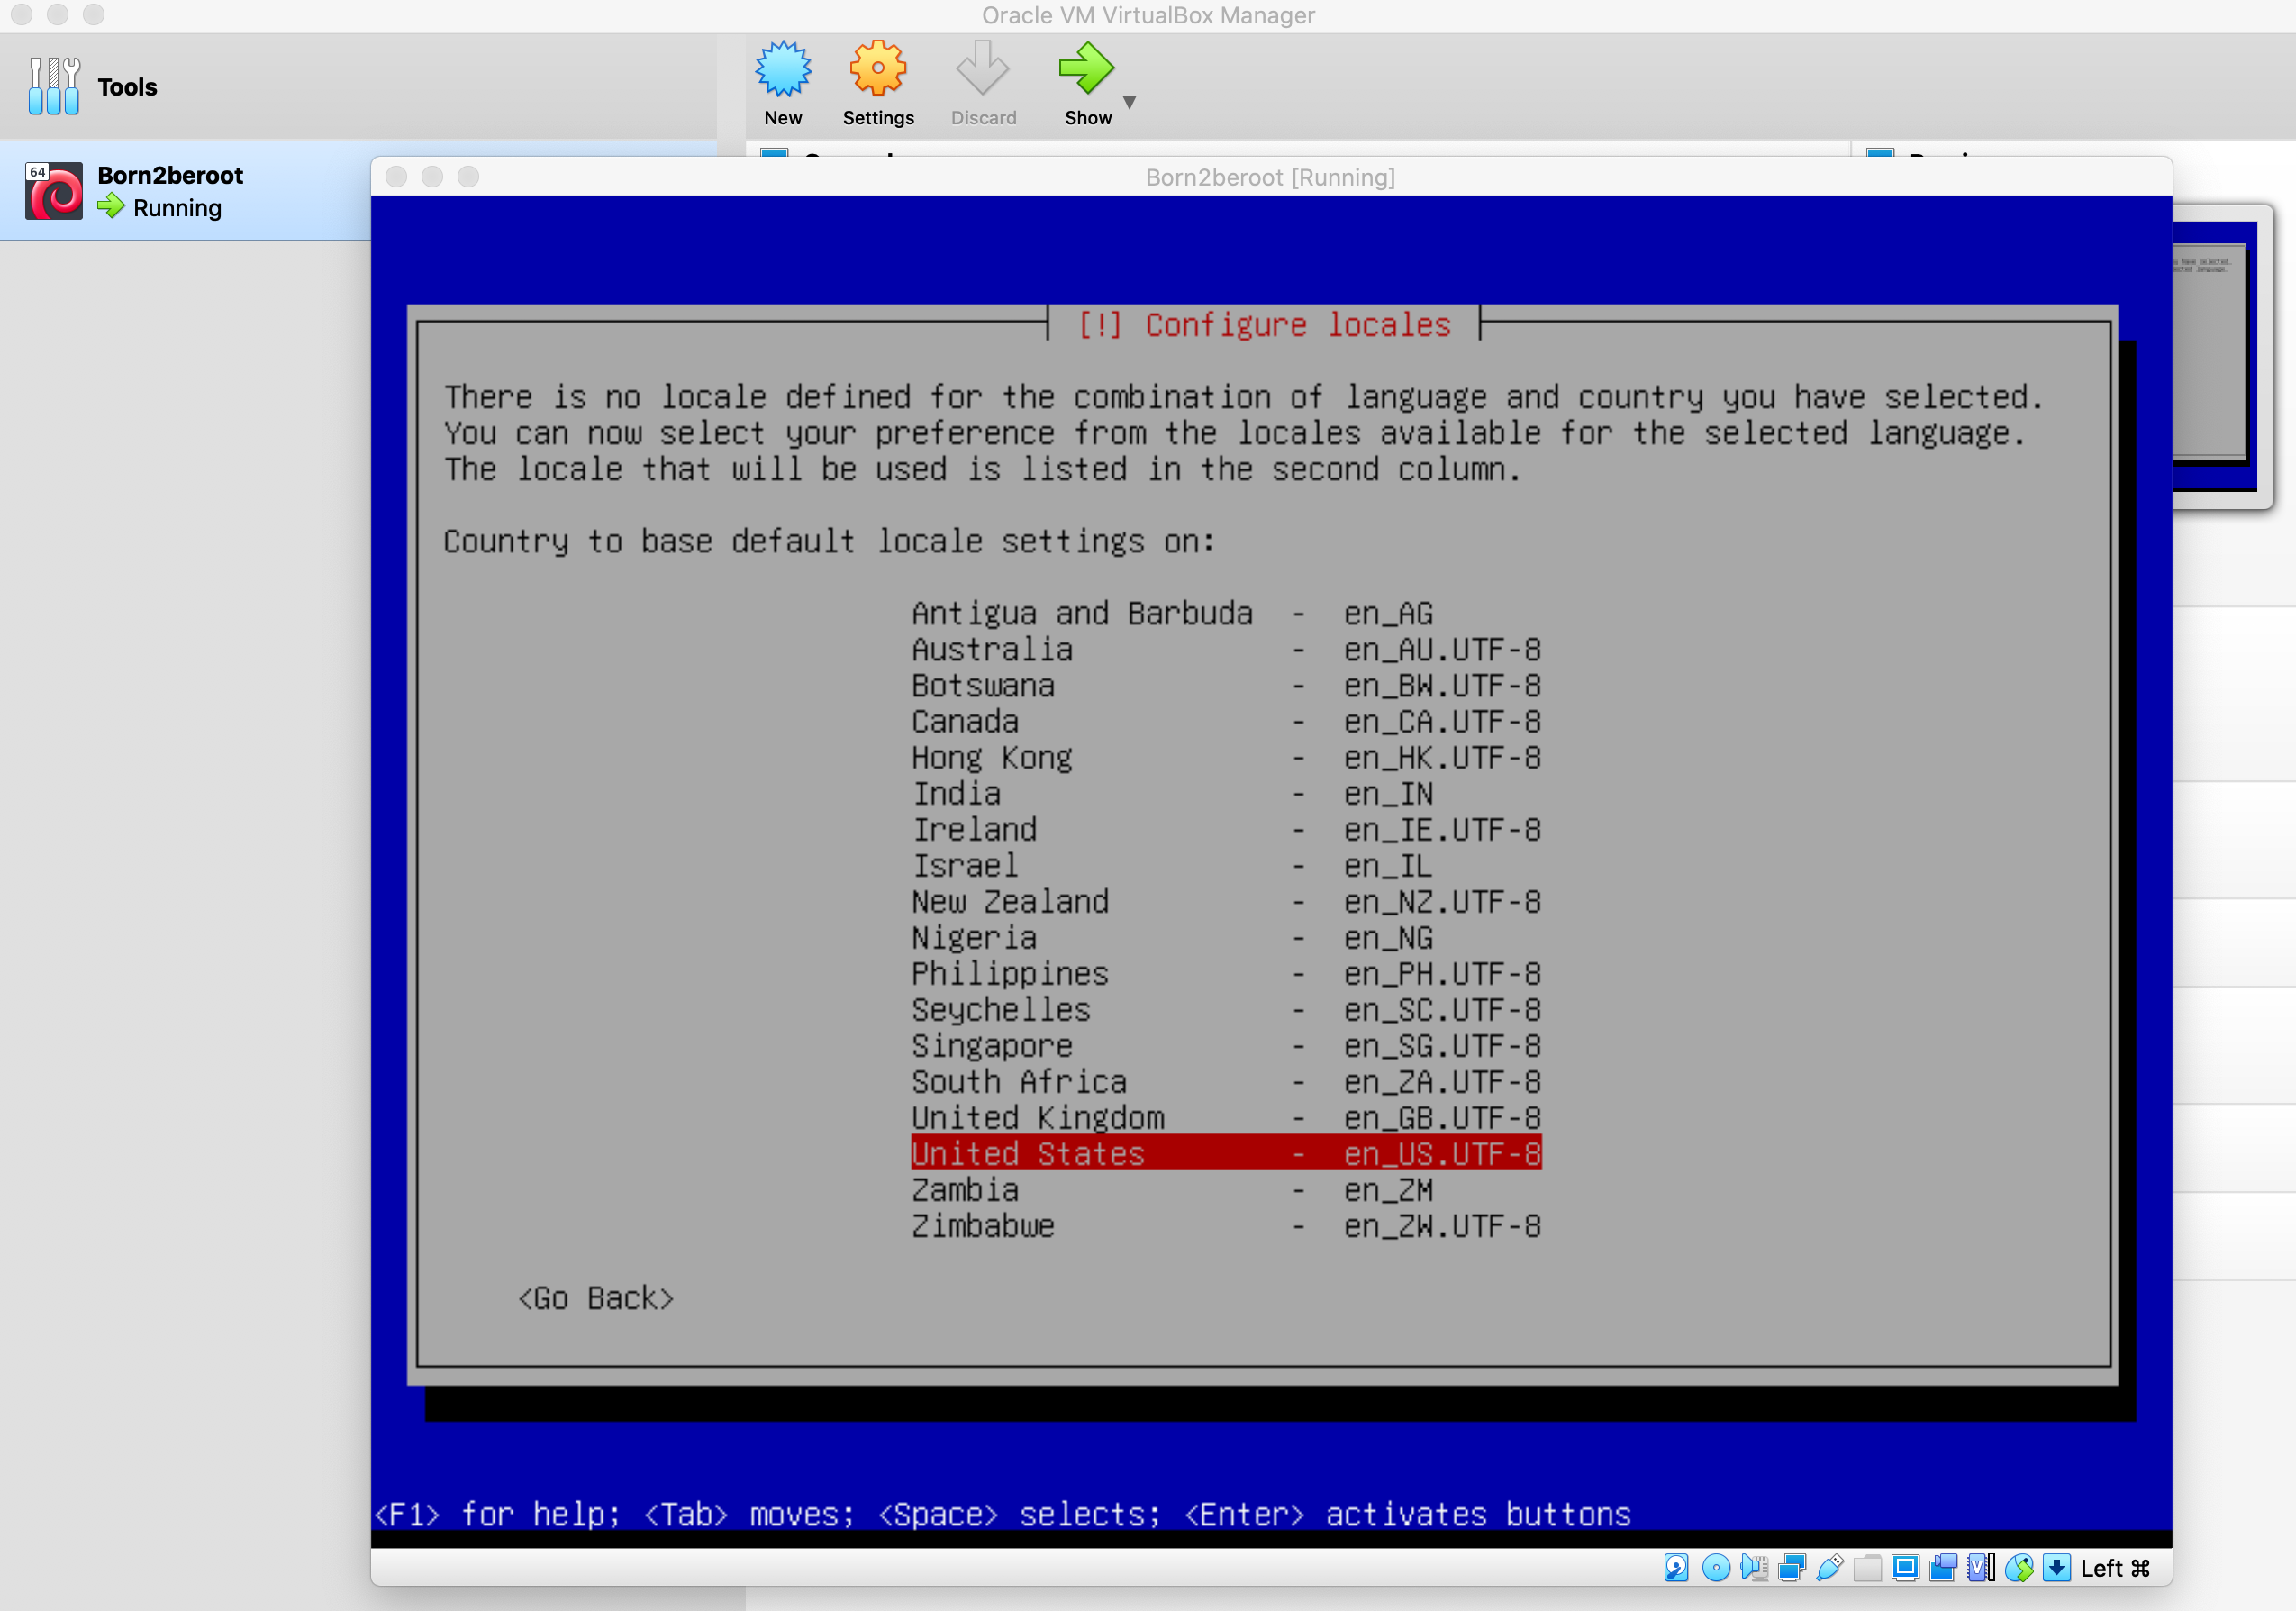 Oracle VM VirtualBox Manager
Tools
New
Settings
Discard
Show
64
Born2beroot
Running
Born2beroot [Running]
[!] Configure locales
There is no locale defined for the combination of language and country you have selected.
You can now select your preference from the locales available for the selected language.
The locale that will be used is listed in the second column.
Country to base default locale settings on:
Antigua and Barbuda - en_AG
Australia - en_AU.UTF-8
Botswana - en_BW.UTF-8
Canada - en_CA.UTF-8
Hong Kong - en_HK.UTF-8
India - en_IN
Ireland - en_IE.UTF-8
Israel - en_IL
New Zealand - en_NZ.UTF-8
Nigeria - en_NG
Philippines - en_PH.UTF-8
Seychelles - en_SC.UTF-8
Singapore - en_SG.UTF-8
South Africa - en_ZA.UTF-8
United Kingdom - en_GB.UTF-8
United States - en_US.UTF-8
Zambia - en_ZM
Zimbabwe - en_ZW.UTF-8
<Go Back>
<F1> for help; <Tab> moves; <Space> selects; <Enter> activates buttons
Left ⌘